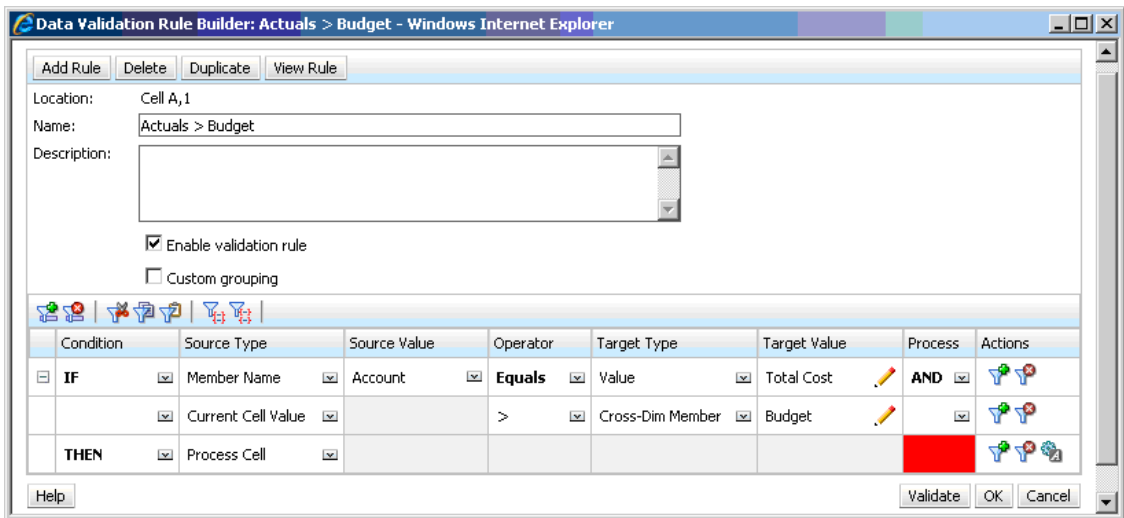 Data Validation Rule Builder: Actuals > Budget - Windows Internet Explorer
Add Rule Delete Duplicate View Rule
Location: Cell A,1
Name: Actuals > Budget
Description:
Enable validation rule
Custom grouping
Condition Source Type Source Value Operator Target Type Target Value Process Actions
IF Member Name Account Equals Value Total Cost AND
Current Cell Value > Cross-Dim Member Budget
THEN Process Cell
Help Validate OK Cancel